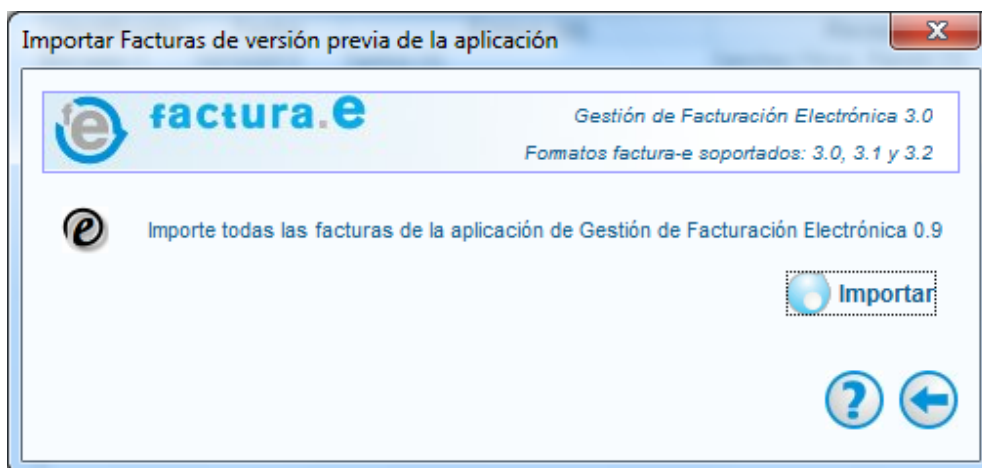 Importar Facturas de versión previa de la aplicación
factura.e
Gestión de Facturación Electrónica 3.0
Formatos factura-e soportados: 3.0, 3.1 y 3.2
Importe todas las facturas de la aplicación de Gestión de Facturación Electrónica 0.9
Importar